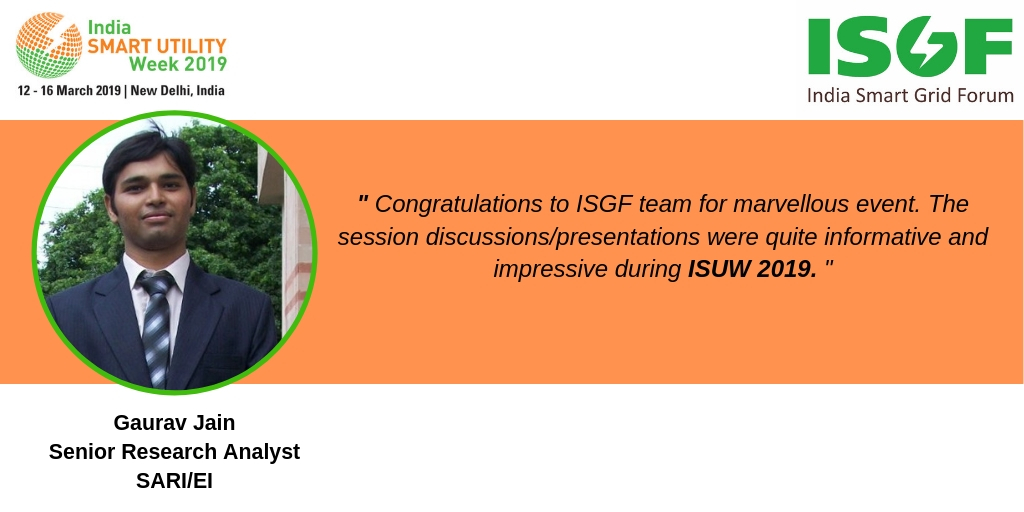 India
SMART UTILITY
Week 2019
12 - 16 March 2019 | New Delhi, India
ISGF
India Smart Grid Forum
" Congratulations to ISGF team for marvellous event. The
session discussions/presentations were quite informative and
impressive during ISUW 2019. "
Gaurav Jain
Senior Research Analyst
SARI/EI